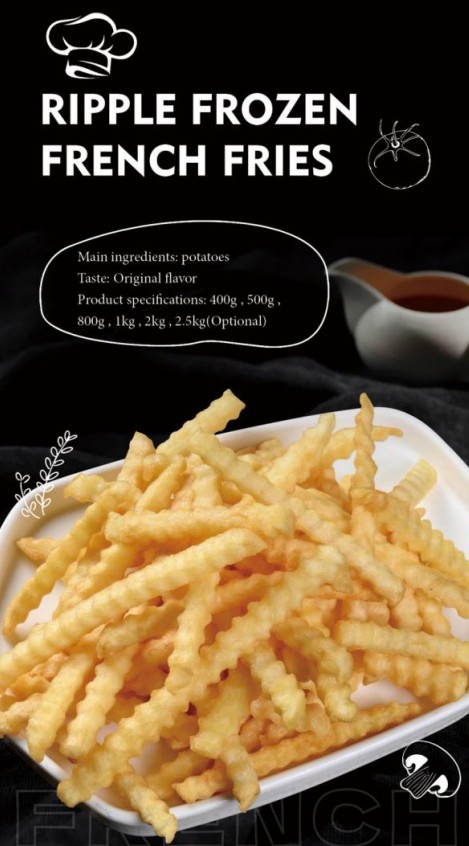 RIPPLE FROZEN
FRENCH FRIES
Main ingredients: potatoes
Taste: Original flavor
Product specifications: 400g , 500g ,
800g , 1kg , 2kg , 2.5kg(Optional)
FRENCH